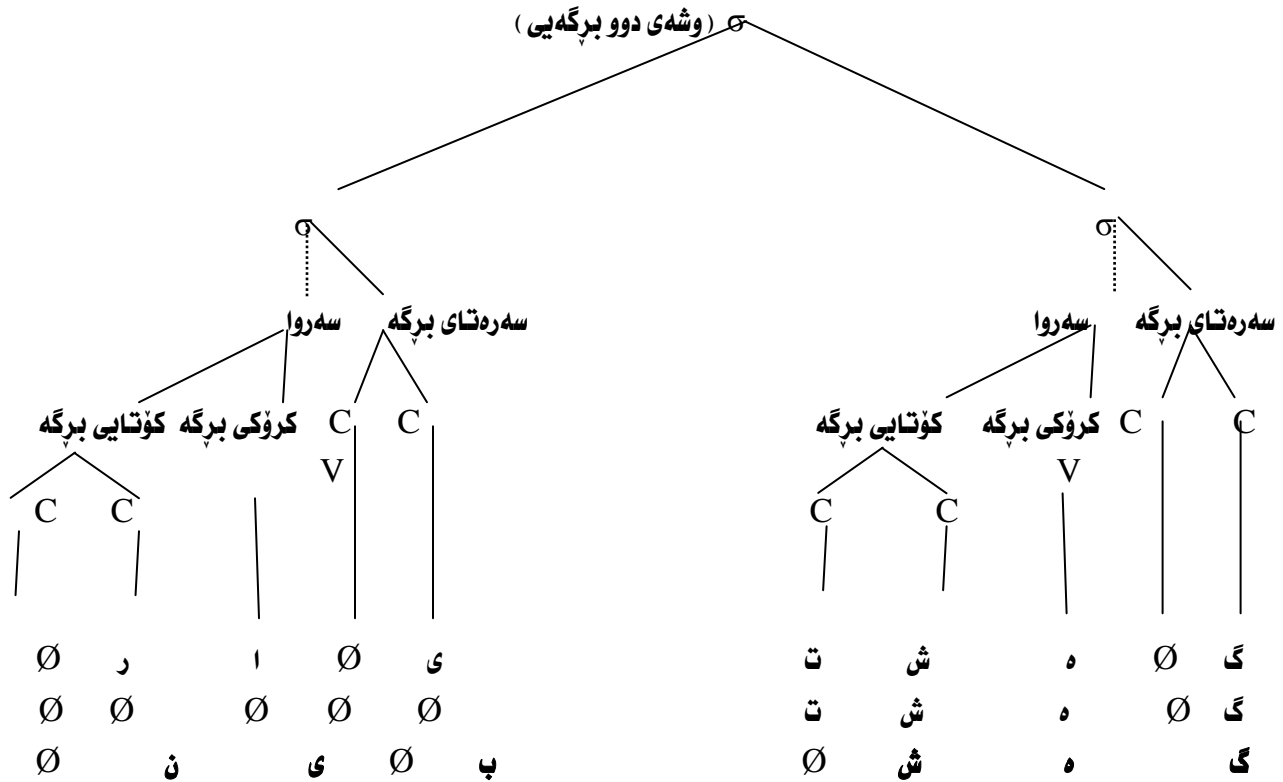 σ ( وشەی دوو بڕگەیی )
σ σ
سەرەتای بڕگە سەروا سەرەتای بڕگە سەروا
C C کرۆکی بڕگە کۆتایی بڕگە C C کرۆکی بڕگە کۆتایی بڕگە
V V
C C C C
گ Ø ه ش ت ی Ø ا ر Ø
گ Ø ه ش ت Ø Ø Ø Ø Ø
گ ه ش Ø ب Ø ی ن Ø